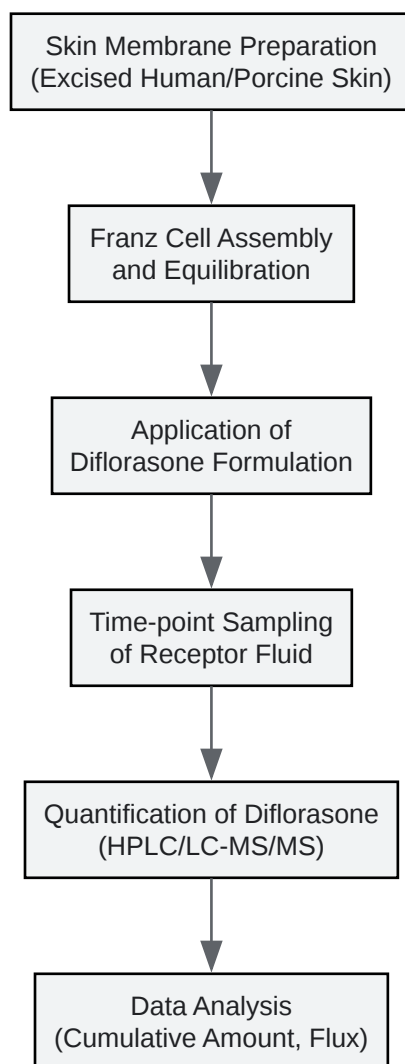 Skin Membrane Preparation
(Excised Human/Porcine Skin)
Franz Cell Assembly
and Equilibration
Application of
Diflorasone Formulation
Time-point Sampling
of Receptor Fluid
Quantification of Diflorasone
(HPLC/LC-MS/MS)
Data Analysis
(Cumulative Amount, Flux)